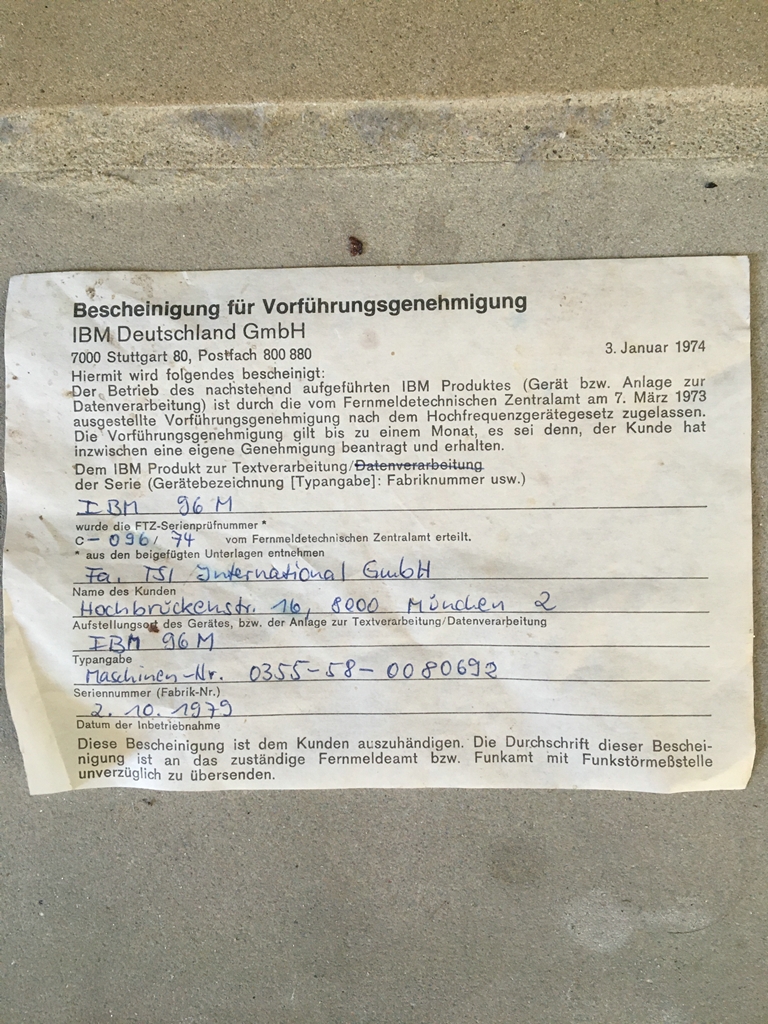 Bescheinigung für Vorführungsgenehmigung
IBM Deutschland GmbH
7000 Stuttgart 80, Postfach 800 880
3. Januar 1974
Hiermit wird folgendes bescheinigt:
Der Betrieb des nachstehend aufgeführten IBM Produktes (Gerät bzw. Anlage zur
Datenverarbeitung) ist durch die vom Fernmeldetechnischen Zentralamt am 7. März 1973
ausgestellte Vorführungsgenehmigung nach dem Hochfrequenzgerätegesetz zugelassen.
Die Vorführungsgenehmigung gilt bis zu einem Monat, es sei denn, der Kunde hat
inzwischen eine eigene Genehmigung beantragt und erhalten.
Dem IBM Produkt zur Textverarbeitung/Datenverarbeitung
der Serie (Gerätebezeichnung [Typangabe]: Fabriknummer usw.)
IBM 96 M
wurde die FTZ-Serienprüfnummer *
C- 096/ 74 vom Fernmeldetechnischen Zentralamt erteilt.
* aus den beigefügten Unterlagen entnehmen
Fa. TSI International GmbH
Name des Kunden
Hochbrückenstr. 16, 8000 München 2
Aufstellungsort des Gerätes, bzw. der Anlage zur Textverarbeitung/Datenverarbeitung
IBM 96 M
Typangabe
Maschinen-Nr. 0355-58-0080692
Seriennummer (Fabrik-Nr.)
2. 10. 1979
Datum der Inbetriebnahme
Diese Bescheinigung ist dem Kunden auszuhändigen. Die Durchschrift dieser Beschei-
nigung ist an das zuständige Fernmeldeamt bzw. Funkamt mit Funkstörmeßstelle
unverzüglich zu übersenden.